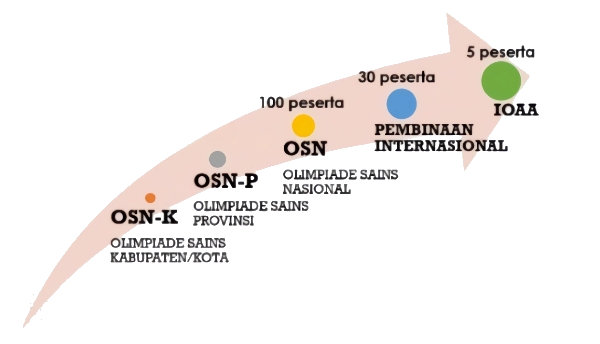 5 peserta
IOAA
30 peserta
PEMBINAAN
INTERNASIONAL
100 peserta
OSN
OLIMPIADE SAINS
NASIONAL
OSN-P
OLIMPIADE SAINS
PROVINSI
OSN-K
OLIMPIADE SAINS
KABUPATEN/KOTA